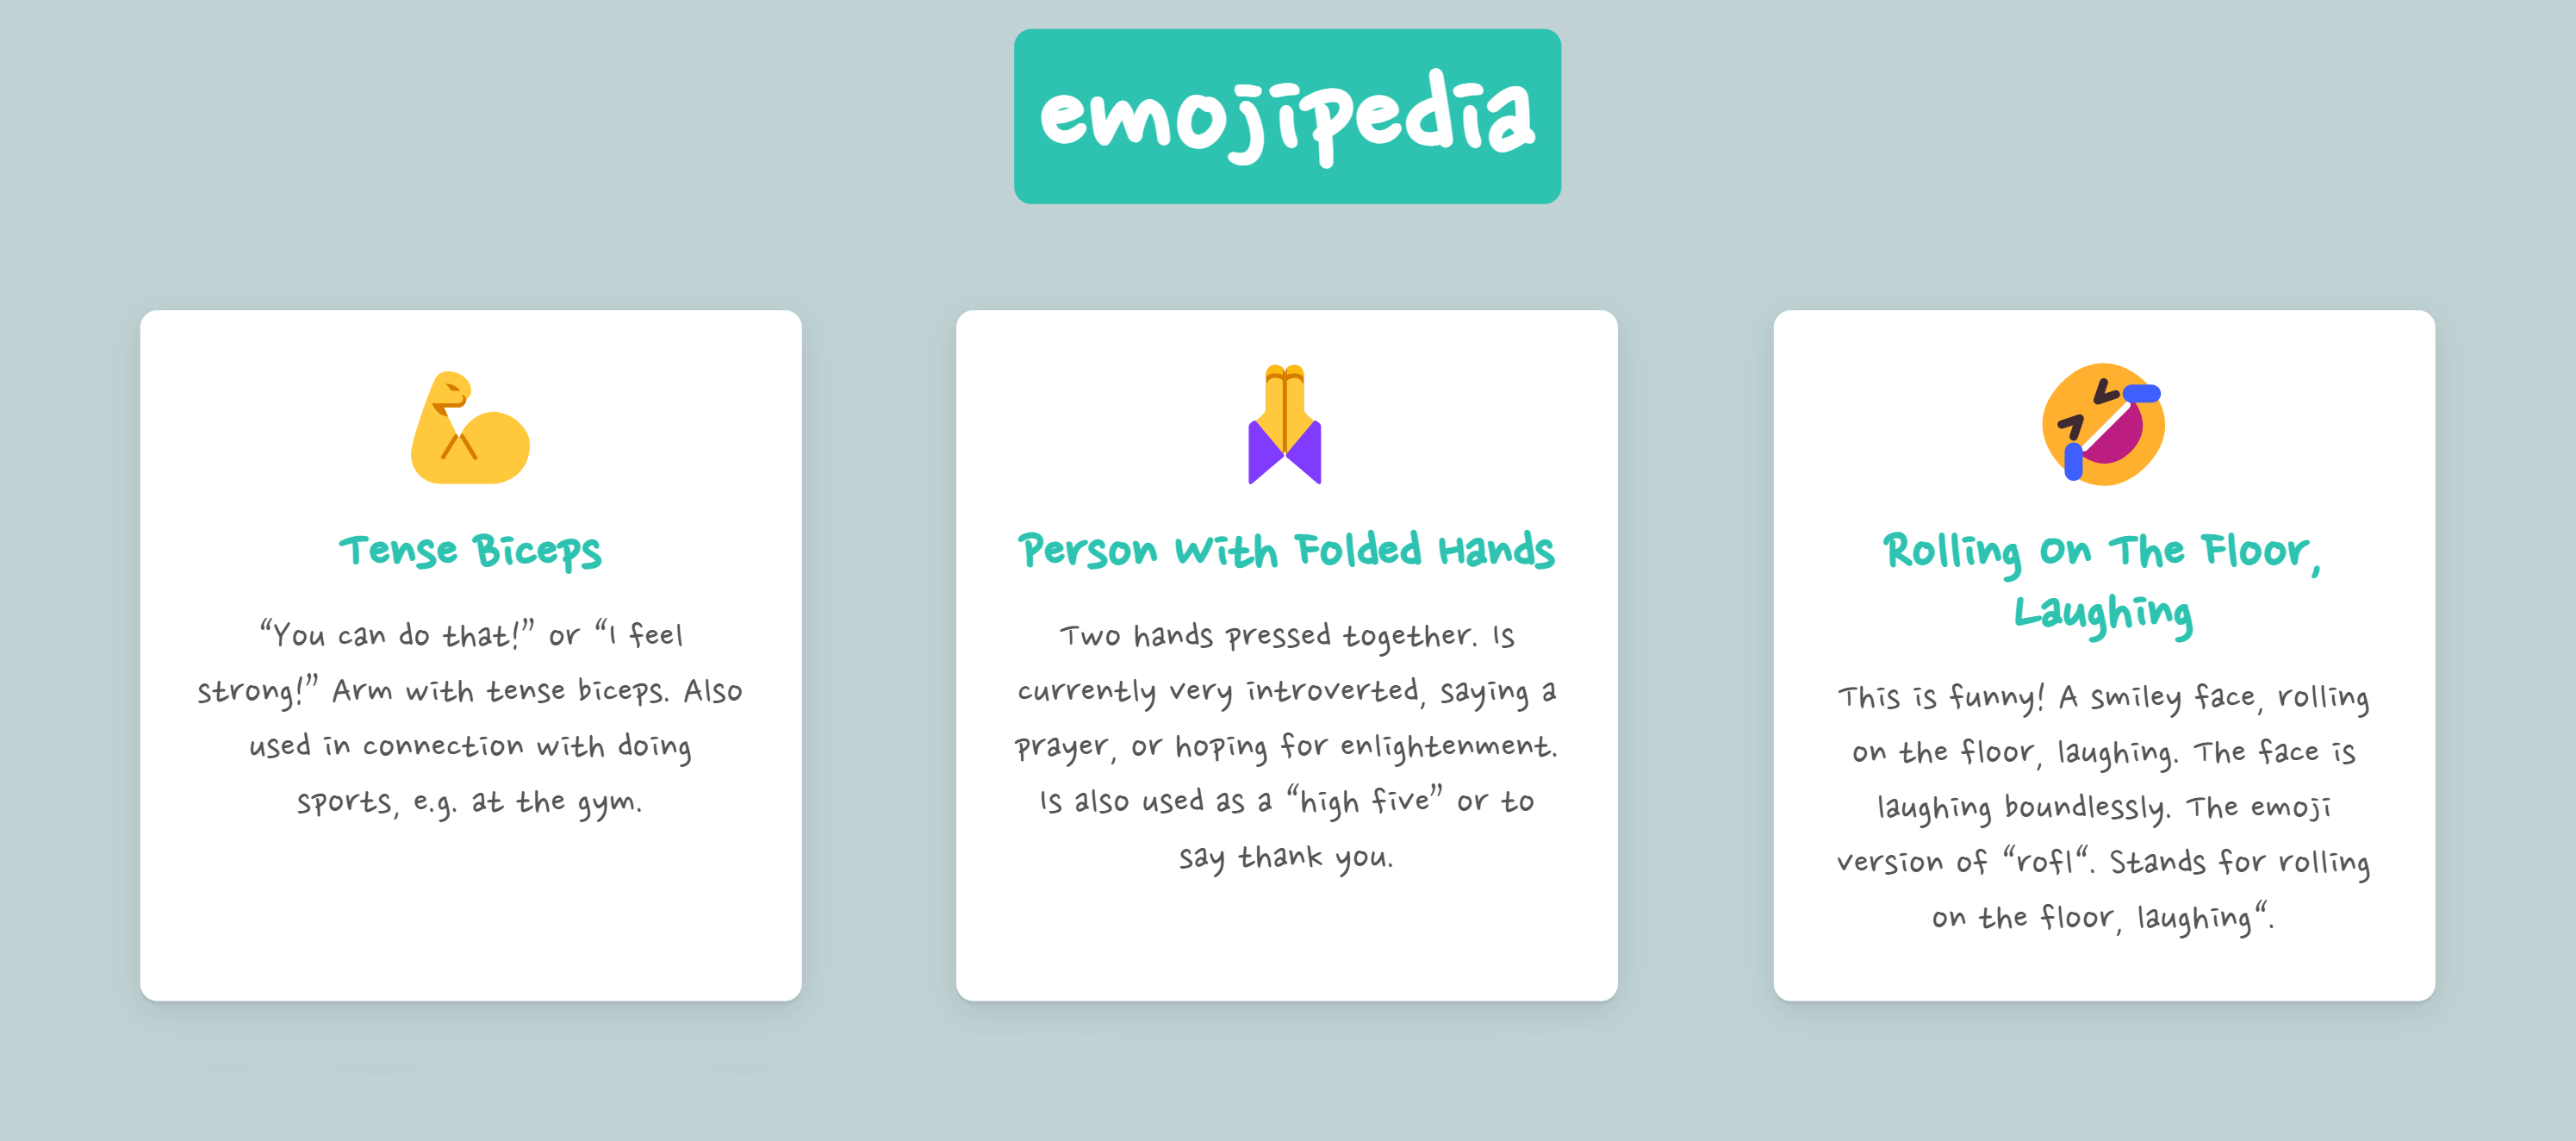 emojipedia
Tense Biceps
“You can do that!” or “I feel
strong!” Arm with tense biceps. Also
used in connection with doing
sports, e.g. at the gym.
Person With Folded Hands
Two hands pressed together. Is
currently very introverted, saying a
prayer, or hoping for enlightenment.
Is also used as a “high five” or to
say thank you.
Rolling On The Floor,
Laughing
This is funny! A smiley face, rolling
on the floor, laughing. The face is
laughing boundlessly. The emoji
version of “rofl“. Stands for rolling
on the floor, laughing“.